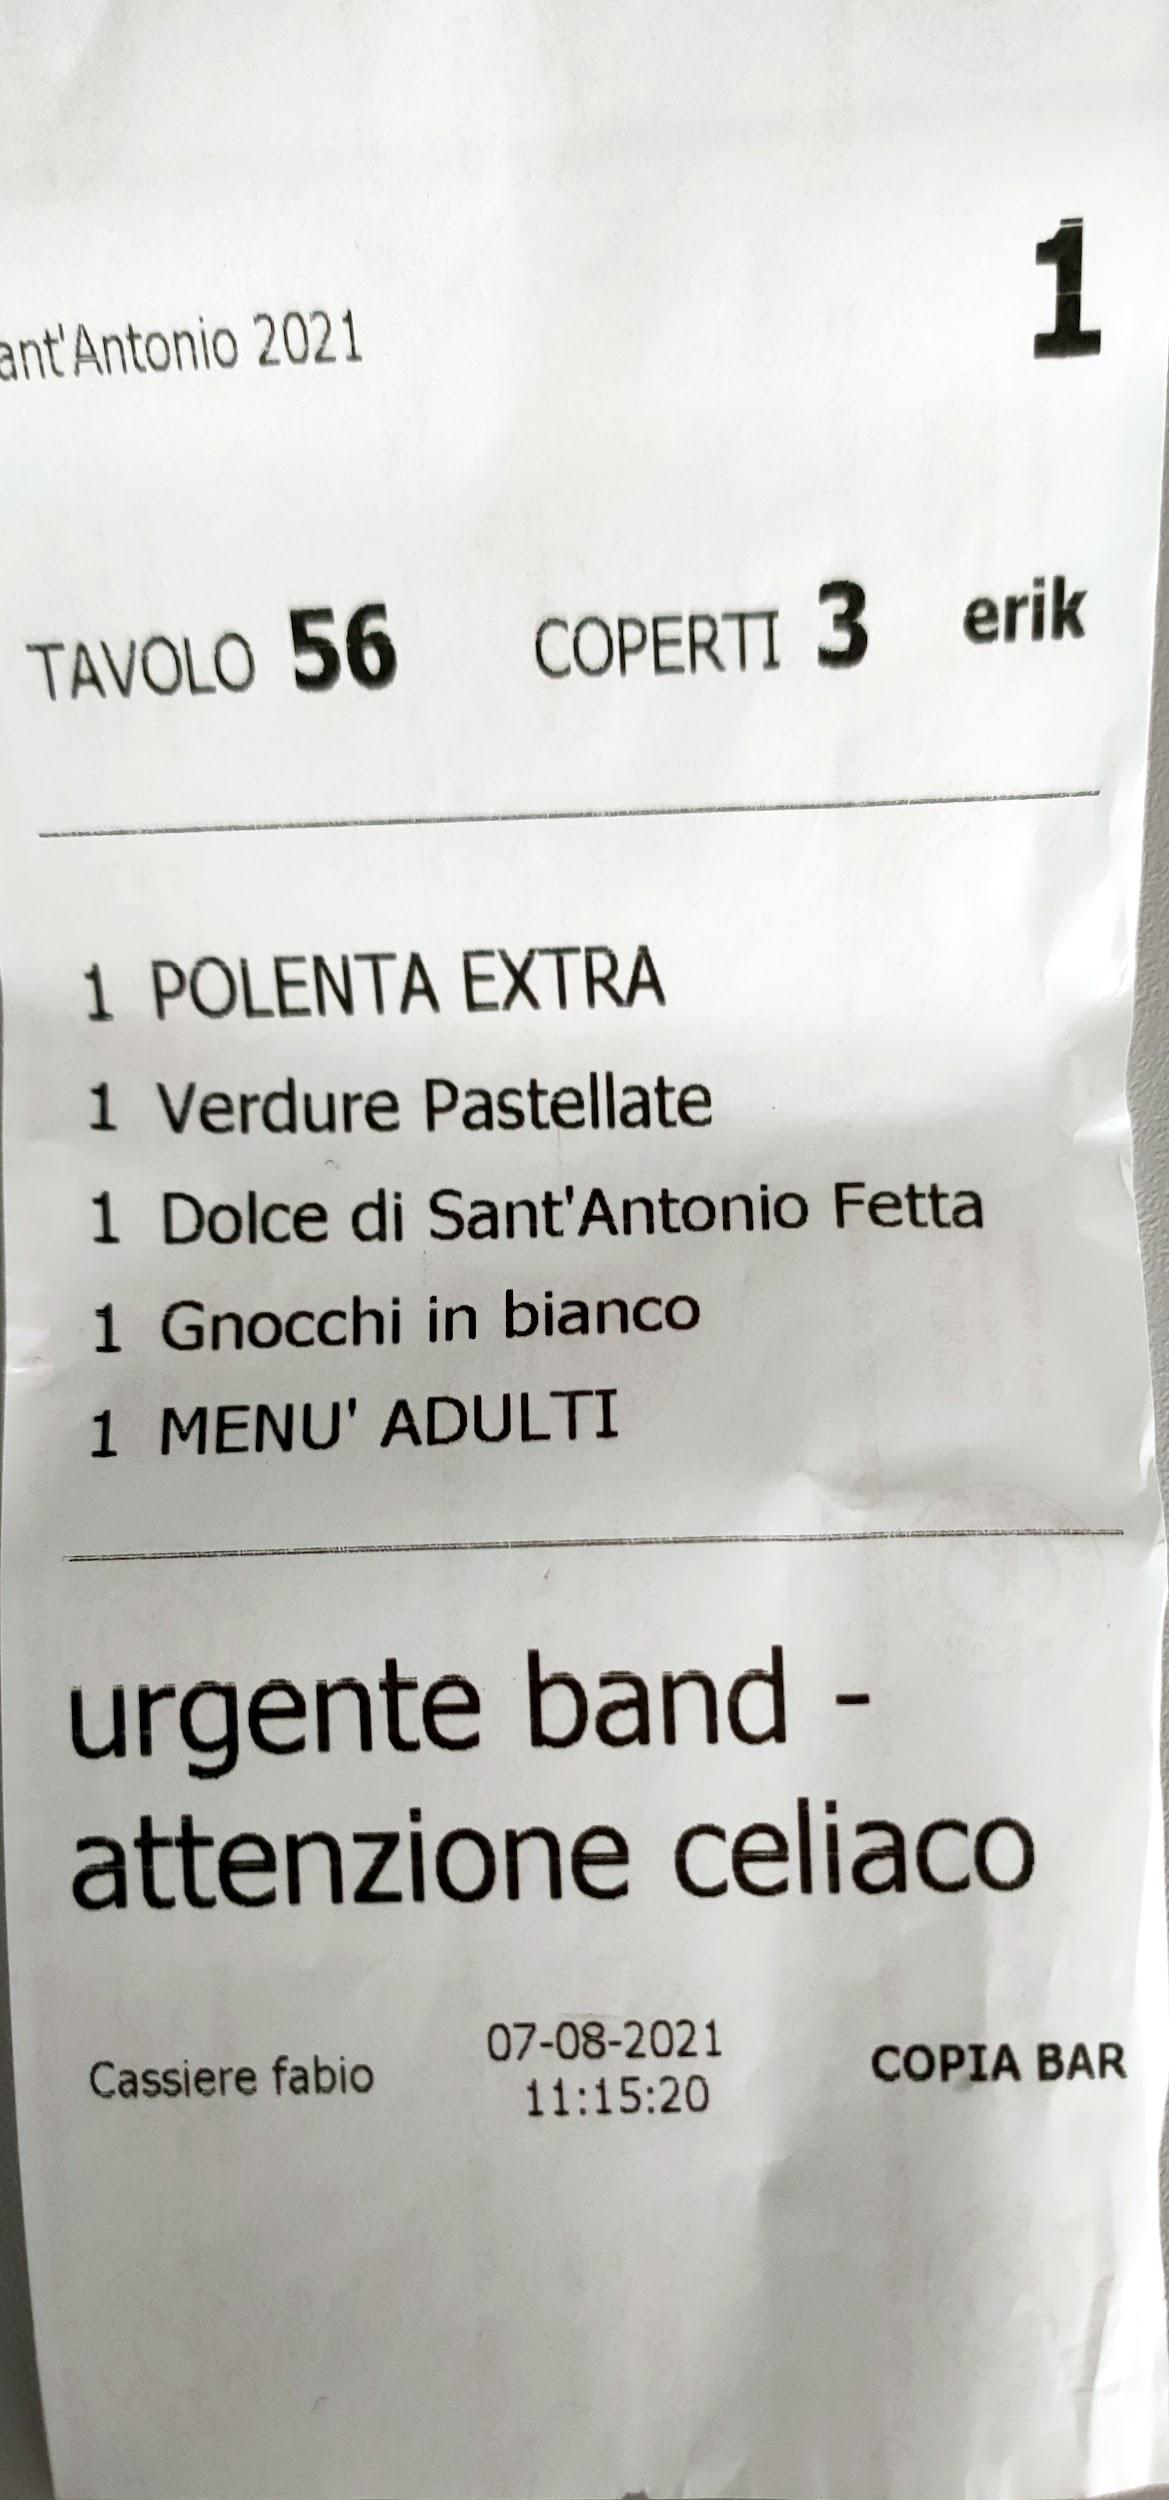 1
ant'Antonio 2021
TAVOLO 56 COPERTI 3 erik
1 POLENTA EXTRA
1 Verdure Pastellate
1 Dolce di Sant'Antonio Fetta
1 Gnocchi in bianco
1 MENU' ADULTI
urgente band -
attenzione celiaco
Cassiere fabio 07-08-2021 11:15:20 COPIA BAR